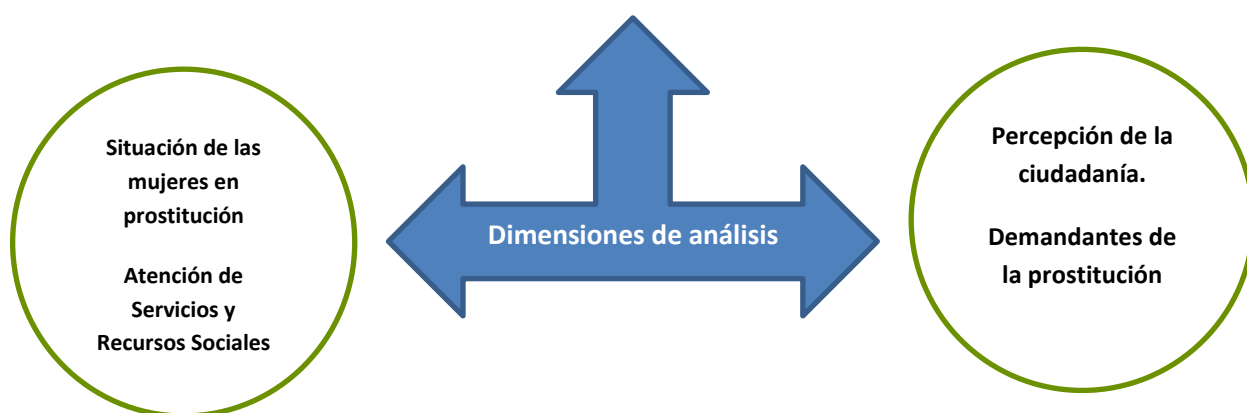 Situación de las
mujeres en
prostitución
Atención de
Servicios y
Recursos Sociales
Dimensiones de análisis
Percepción de la
ciudadanía.
Demandantes de
la prostitución